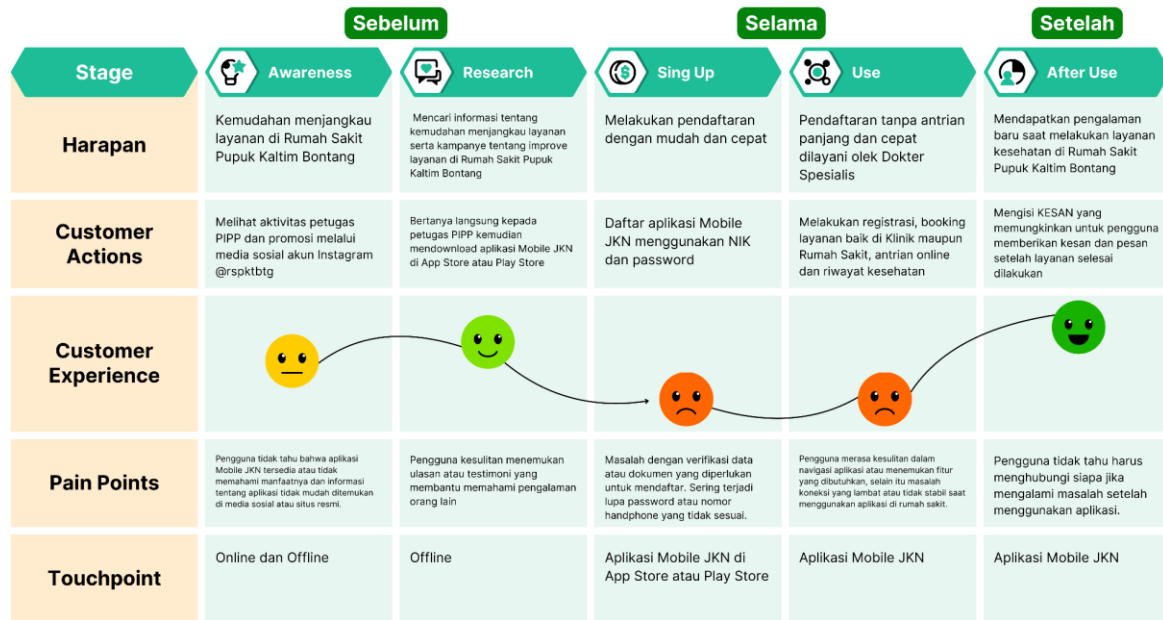 Sebelum
Selama
Setelah
Stage
Awareness
Research
Sing Up
Use
After Use
Harapan
Kemudahan menjangkau
layanan di Rumah Sakit
Pupuk Kaltim Bontang
Mencari informasi tentang
kemudahan menjangkau layanan
serta kampanye tentang improve
layanan di Rumah Sakit Pupuk
Kaltim Bontang
Melakukan pendaftaran
dengan mudah dan cepat
Pendaftaran tanpa antrian
panjang dan cepat
dilayani olek Dokter
Spesialis
Mendapatkan pengalaman
baru saat melakukan layanan
kesehatan di Rumah Sakit
Pupuk Kaltim Bontang
Customer
Actions
Melihat aktivitas petugas
PIPP dan promosi melalui
media sosial akun Instagram
@rspktbtg
Bertanya langsung kepada
petugas PIPP kemudian
mendownload aplikasi Mobile JKN
di App Store atau Play Store
Daftar aplikasi Mobile
JKN menggunakan NIK
dan password
Melakukan registrasi, booking
layanan baik di Klinik maupun
Rumah Sakit, antrian online
dan riwayat kesehatan
Mengisi KESAN yang
memungkinkan untuk pengguna
memberikan kesan dan pesan
setelah layanan selesai
dilakukan
Customer
Experience
Pain Points
Pengguna tidak tahu bahwa aplikasi
Mobile JKN tersedia atau tidak
memahami manfaatnya dan informasi
tentang aplikasi tidak mudah ditemukan
di media sosial atau situs resmi.
Pengguna kesulitan menemukan
ulasan atau testimoni yang
membantu memahami pengalaman
orang lain
Masalah dengan verifikasi data
atau dokumen yang diperlukan
untuk mendaftar. Sering terjadi
lupa password atau nomor
handphone yang tidak sesuai.
Pengguna merasa kesulitan dalam
navigasi aplikasi atau menemukan fitur
yang dibutuhkan, selain itu masalah
koneksi yang lambat atau tidak stabil saat
menggunakan aplikasi di rumah sakit.
Pengguna tidak tahu harus
menghubungi siapa jika
mengalami masalah setelah
menggunakan aplikasi.
Touchpoint
Online dan Offline
Offline
Aplikasi Mobile JKN di
App Store atau Play Store
Aplikasi Mobile JKN
Aplikasi Mobile JKN